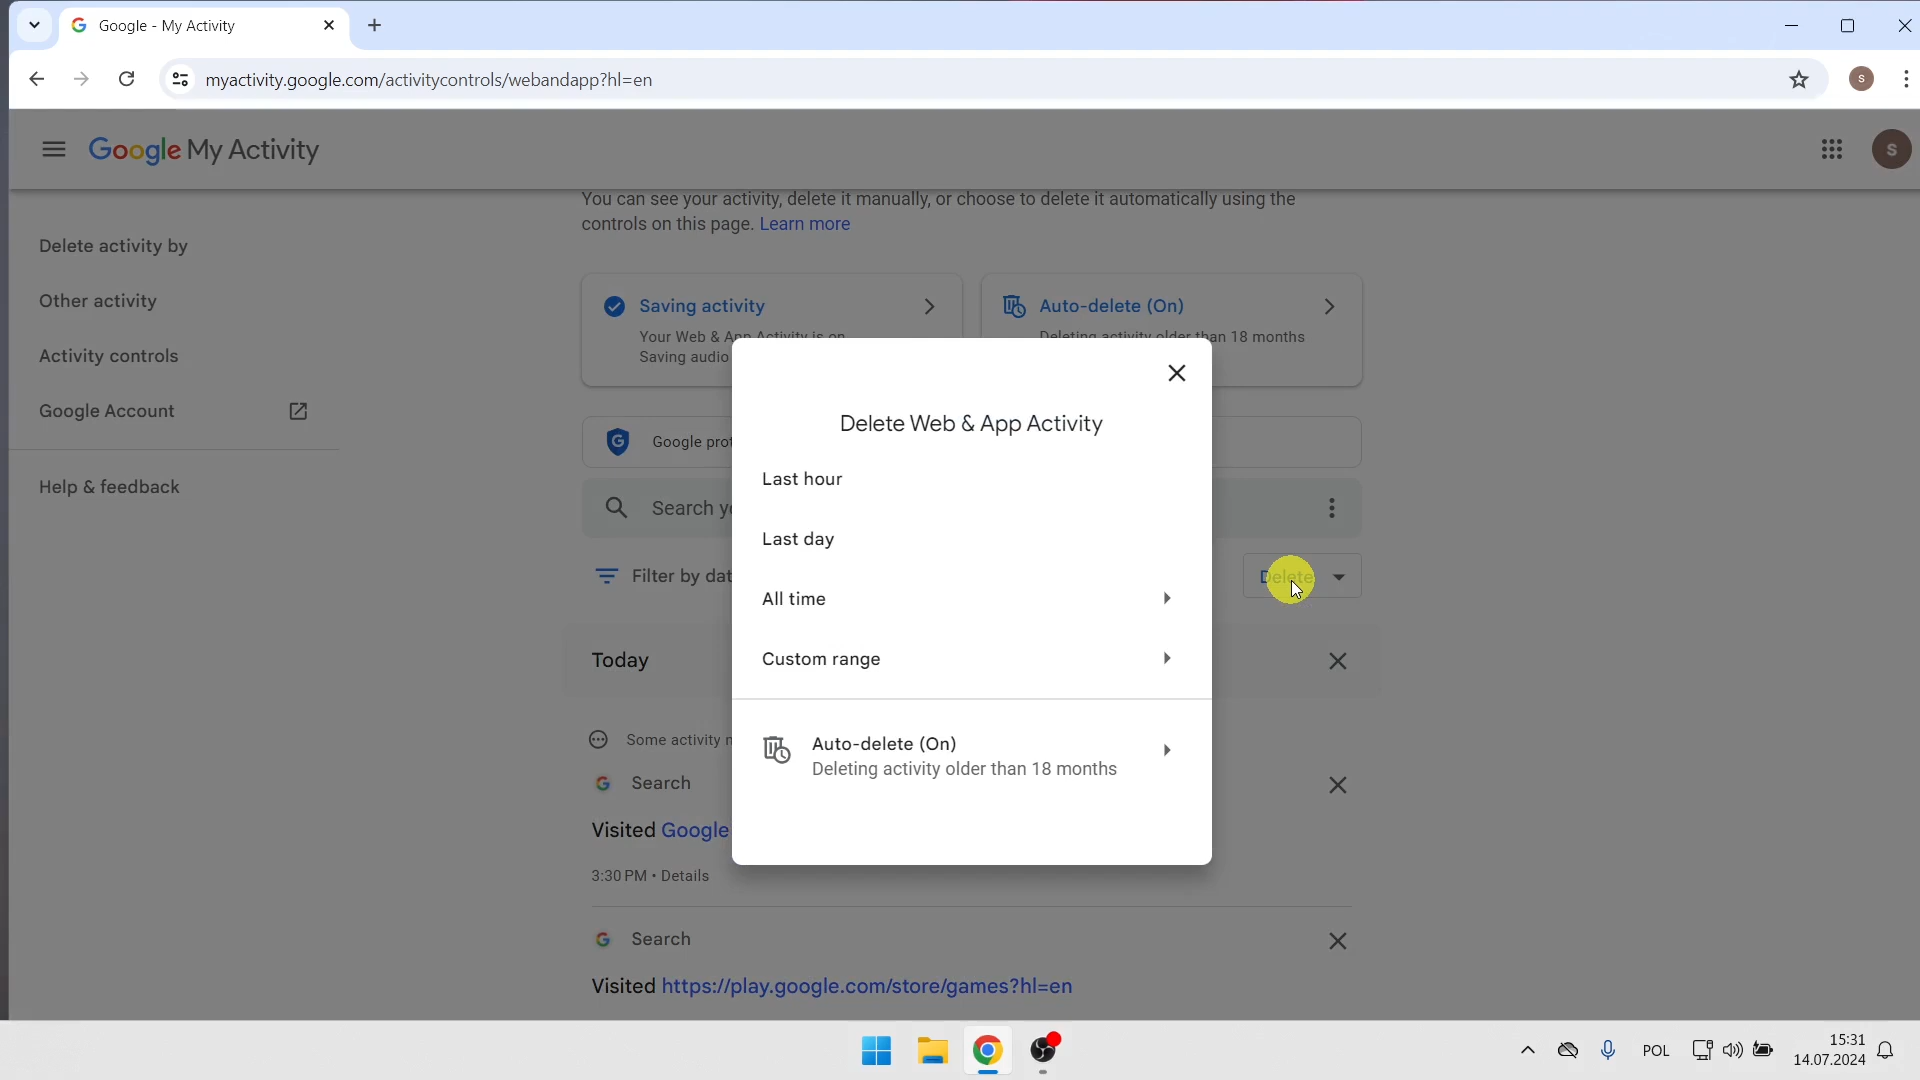 Google - My Activity
myactivity.google.com/activitycontrols/webandapp?hl=en
S
Google My Activity
S
You can see your activity, delete it manually, or choose to delete it automatically using the
controls on this page. Learn more
Delete activity by
Other activity
Activity controls
Google Account
Help & feedback
Saving activity
Your Web & App Activity is on
Saving audio
Auto-delete (On)
Deleting activity older than 18 months
Google
Search
Filter by
Delete
Today
Some activity
Search
Visited Google
3:30 PM • Details
Search
Visited https://play.google.com/store/games?hl=en
Delete Web & App Activity
Last hour
Last day
All time
Custom range
Auto-delete (On)
Deleting activity older than 18 months
POL
15:31
14.07.2024